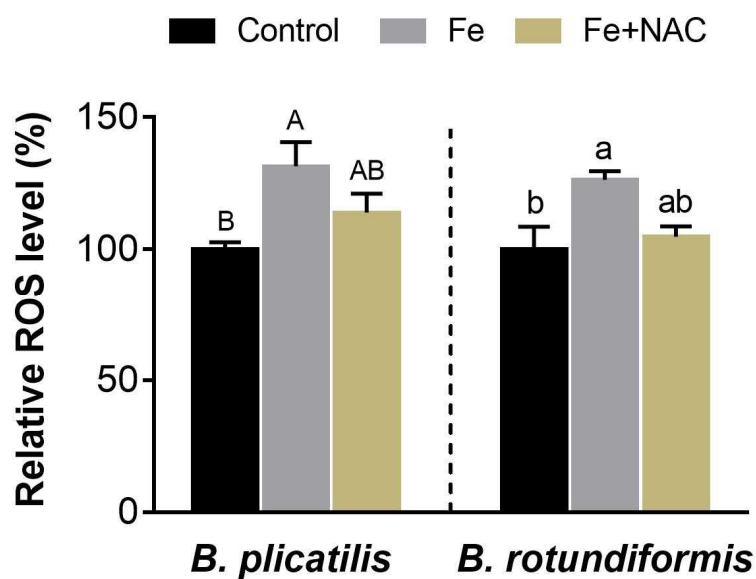 Control Fe Fe+NAC
Relative ROS level (%)
150
100
50
0
B
A
AB
b
a
ab
B. plicatilis B. rotundiformis